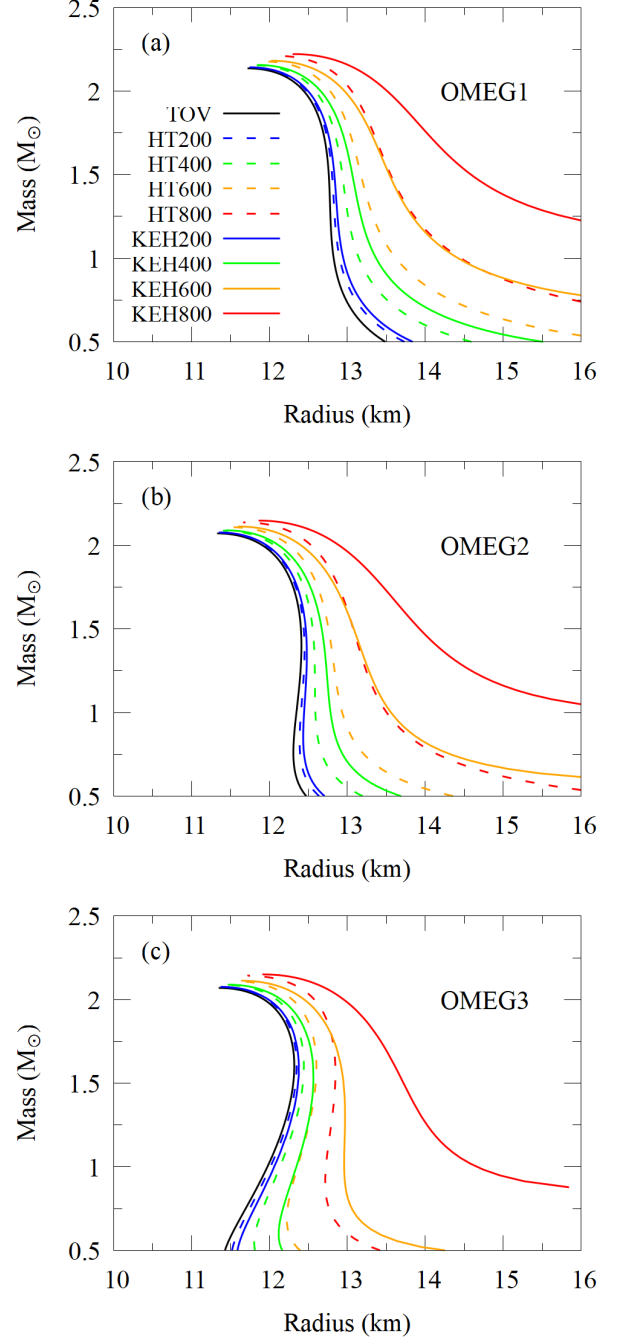 (a)
OMEG1
TOV
HT200
HT400
HT600
HT800
KEH200
KEH400
KEH600
KEH800
Mass (M☉)
2.5
2
1.5
1
0.5
10 11 12 13 14 15 16
Radius (km)
(b)
OMEG2
Mass (M☉)
2.5
2
1.5
1
0.5
10 11 12 13 14 15 16
Radius (km)
(c)
OMEG3
Mass (M☉)
2.5
2
1.5
1
0.5
10 11 12 13 14 15 16
Radius (km)